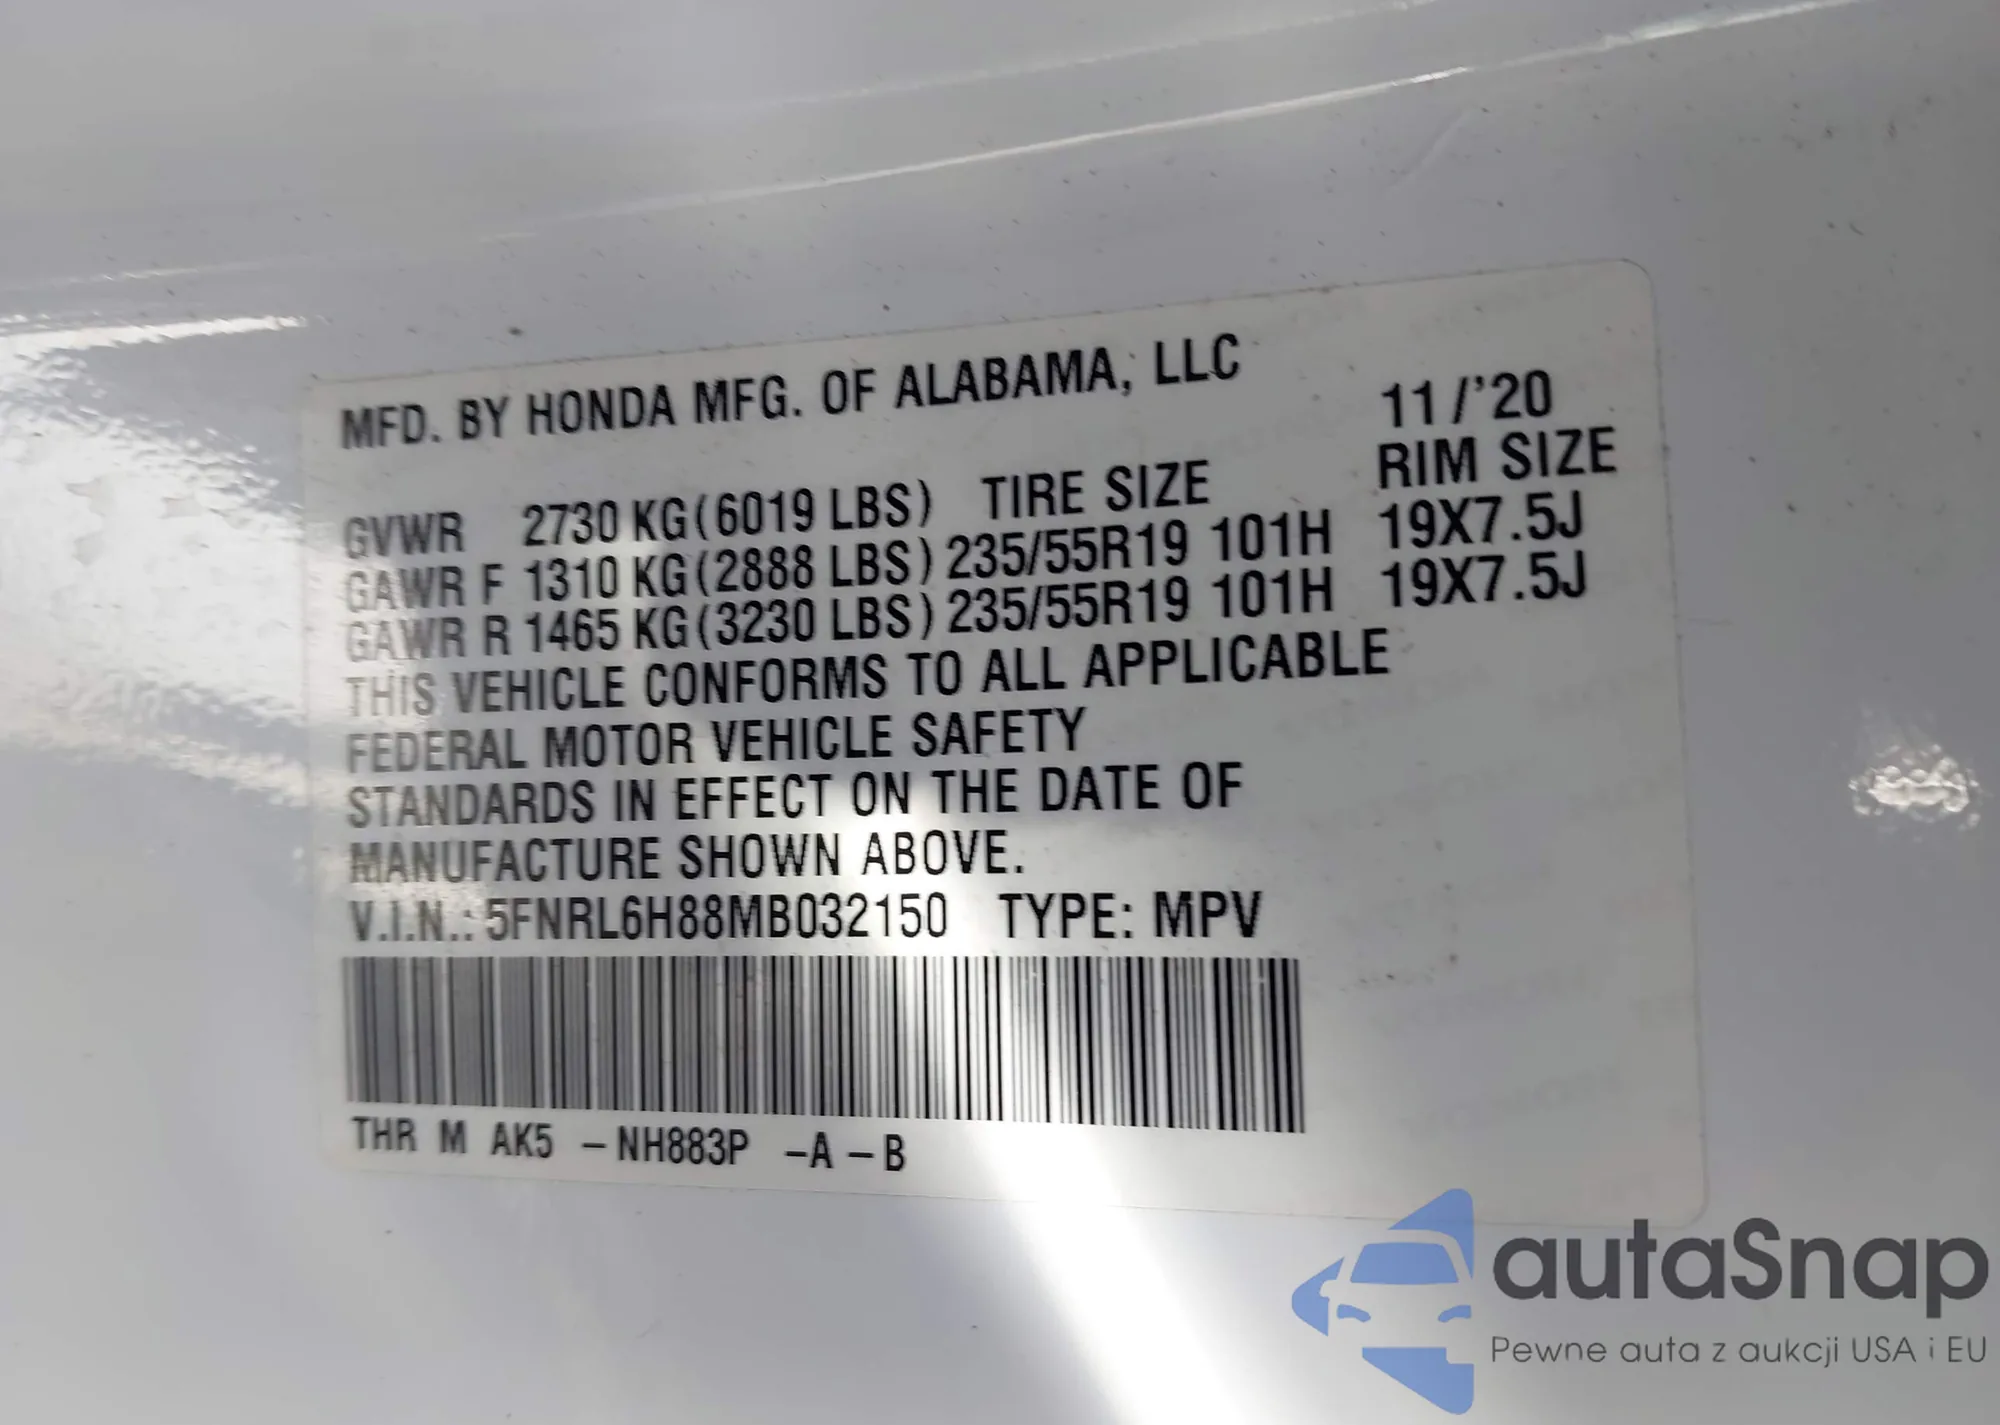 MFD. BY HONDA MFG. OF ALABAMA, LLC 11/'20
GVWR 2730 KG(6019 LBS) TIRE SIZE RIM SIZE
GAWR F 1310 KG(2888 LBS) 235/55R19 101H 19X7.5J
GAWR R 1465 KG(3230 LBS) 235/55R19 101H 19X7.5J
THIS VEHICLE CONFORMS TO ALL APPLICABLE
FEDERAL MOTOR VEHICLE SAFETY
STANDARDS IN EFFECT ON THE DATE OF
MANUFACTURE SHOWN ABOVE.
V.I.N.: 5FNRL6H88MB032150 TYPE: MPV
THR M AK5 – NH883P –A – B
autaSnap
Pewne auta z aukcji USA i EU